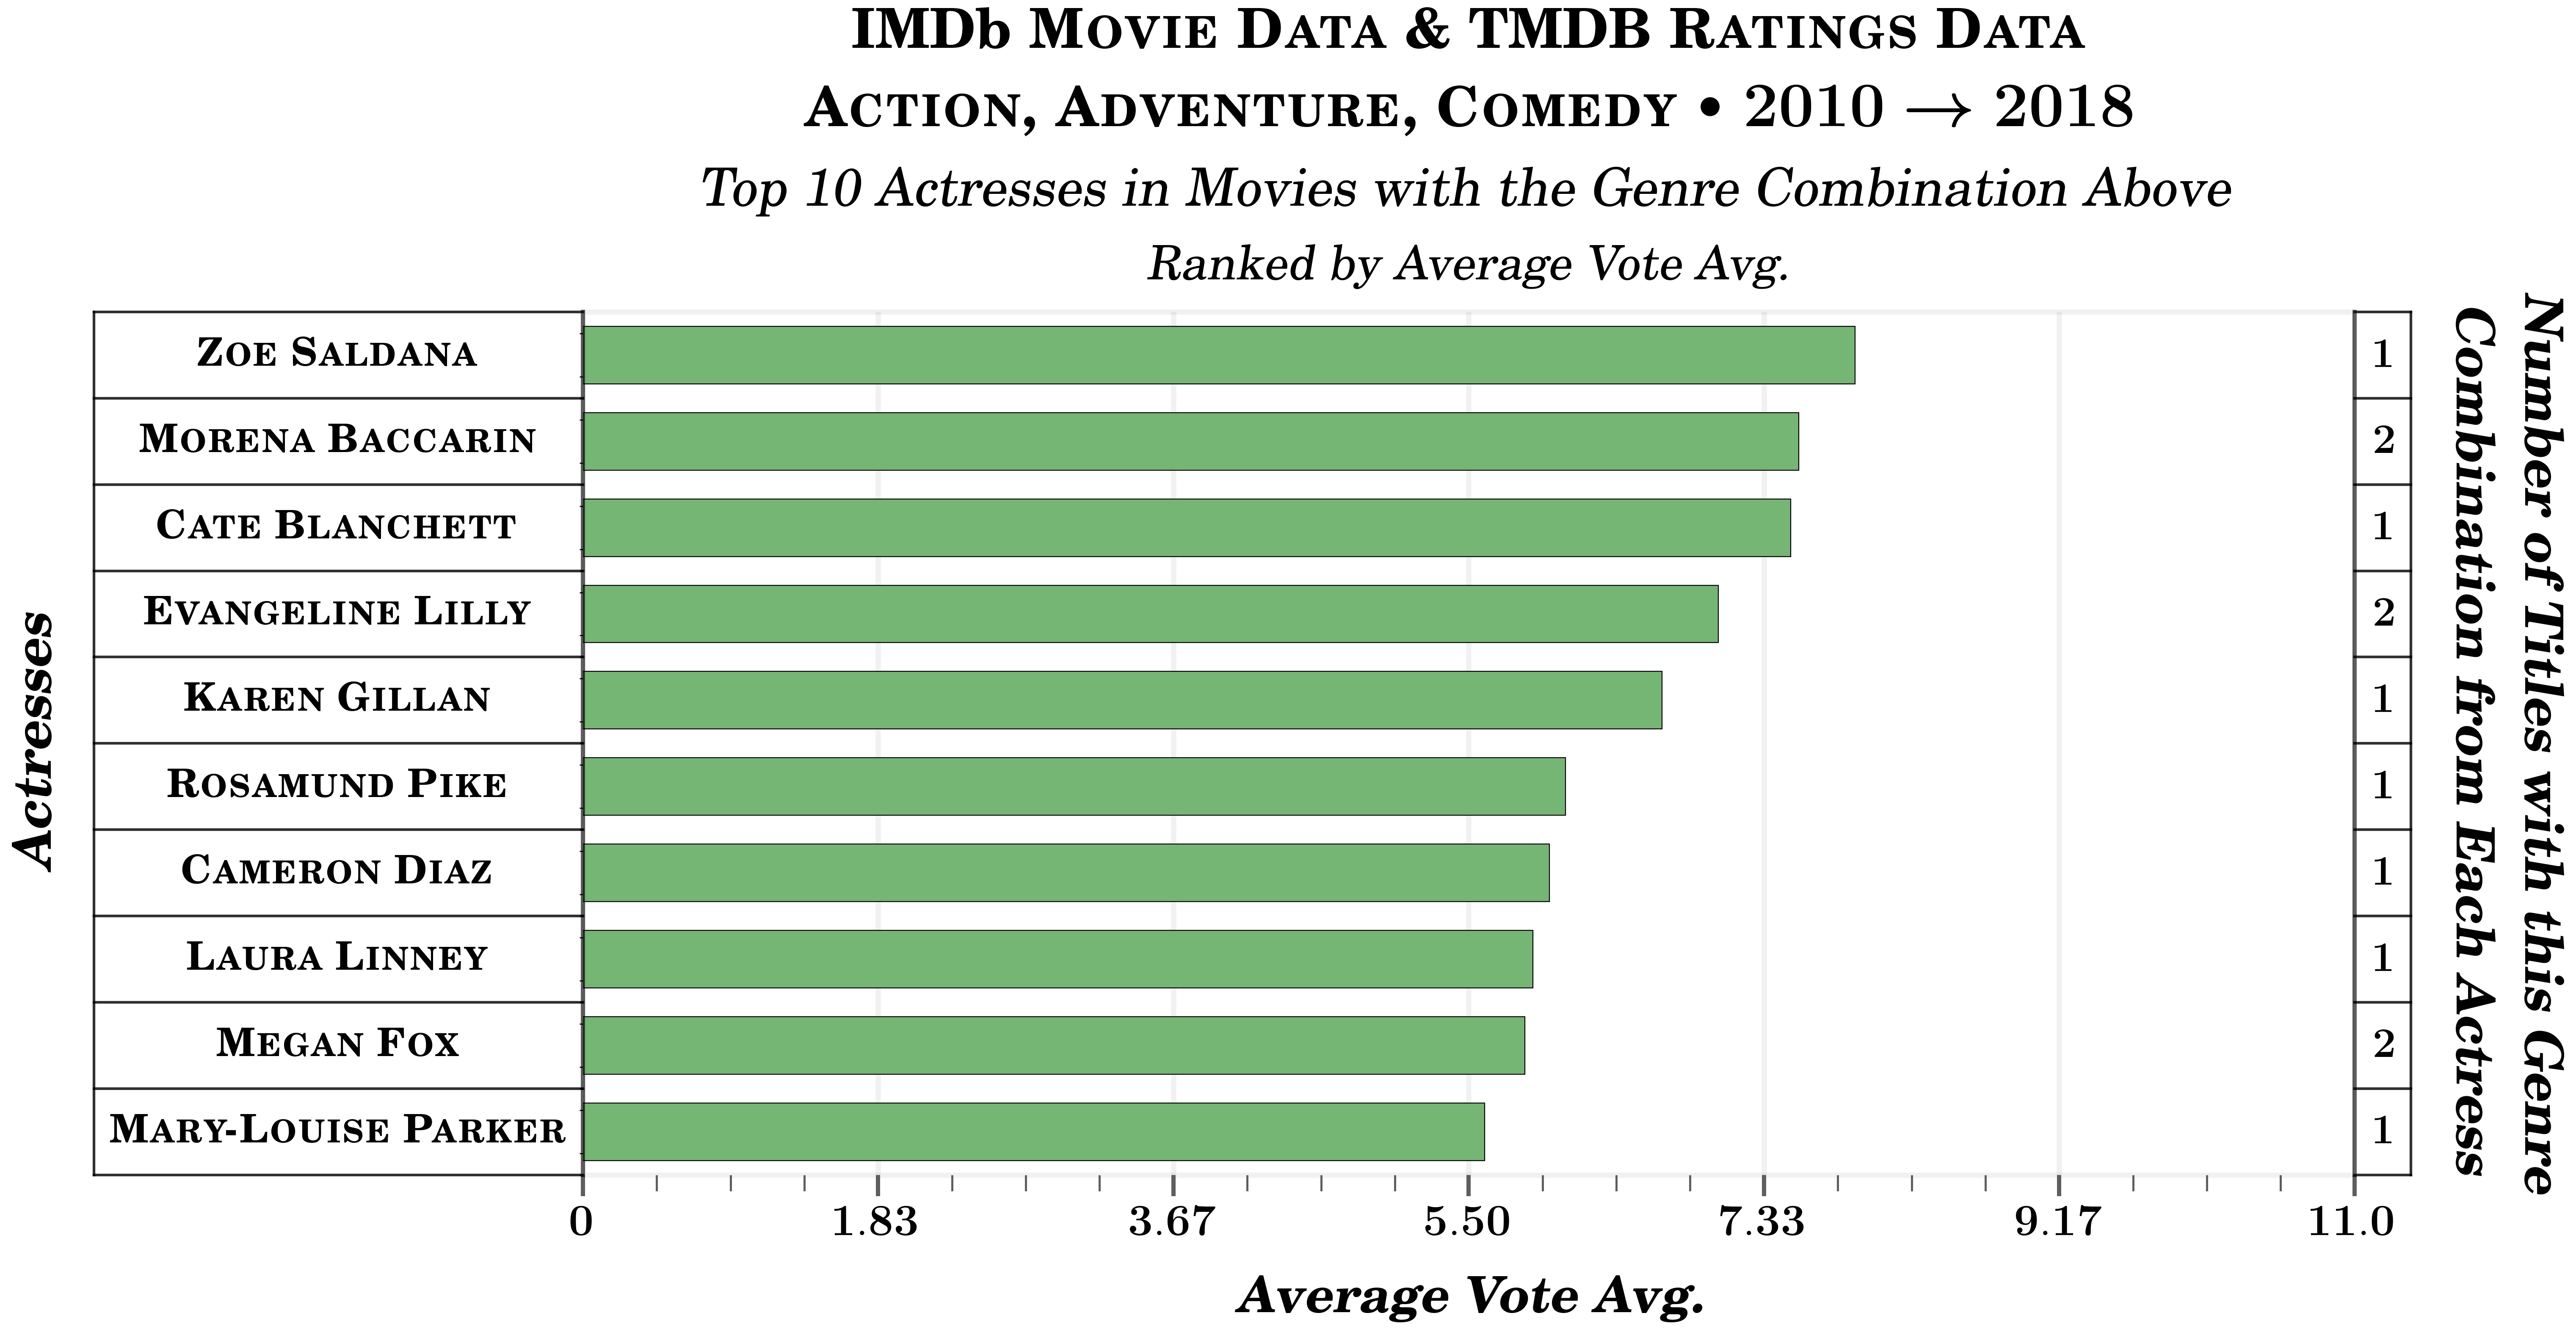 IMDb Movie Data & TMDB Ratings Data
Action, Adventure, Comedy • 2010 → 2018
Top 10 Actresses in Movies with the Genre Combination Above
Ranked by Average Vote Avg.
Actresses
Zoe Saldana 1
Morena Baccarin 2
Cate Blanchett 1
Evangeline Lilly 2
Karen Gillan 1
Rosamund Pike 1
Cameron Diaz 1
Laura Linney 1
Megan Fox 2
Mary-Louise Parker 1
Number of Titles with this Genre
Combination from Each Actress
0 1.83 3.67 5.50 7.33 9.17 11.0
Average Vote Avg.